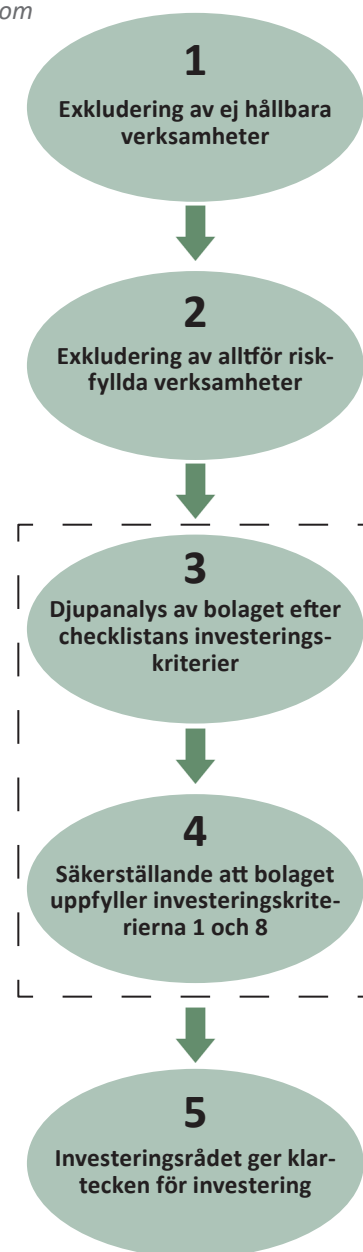 om
1
Exkludering av ej hållbara
verksamheter
2
Exkludering av alltför risk-
fyllda verksamheter
3
Djupanalys av bolaget efter
checklistans investerings-
kriterier
4
Säkerställande att bolaget
uppfyller investeringskrite-
rierna 1 och 8
5
Investeringsrådet ger klar-
tecken för investering